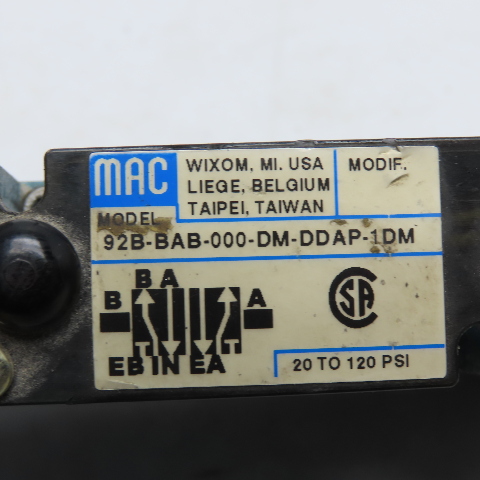 MAC
WIXOM, MI. USA
LIEGE, BELGIUM
TAIPEI, TAIWAN
MODIF.
MODEL
92B-BAB-000-DM-DDAP-1DM
B A
B A
EB IN EA
SA
20 TO 120 PSI